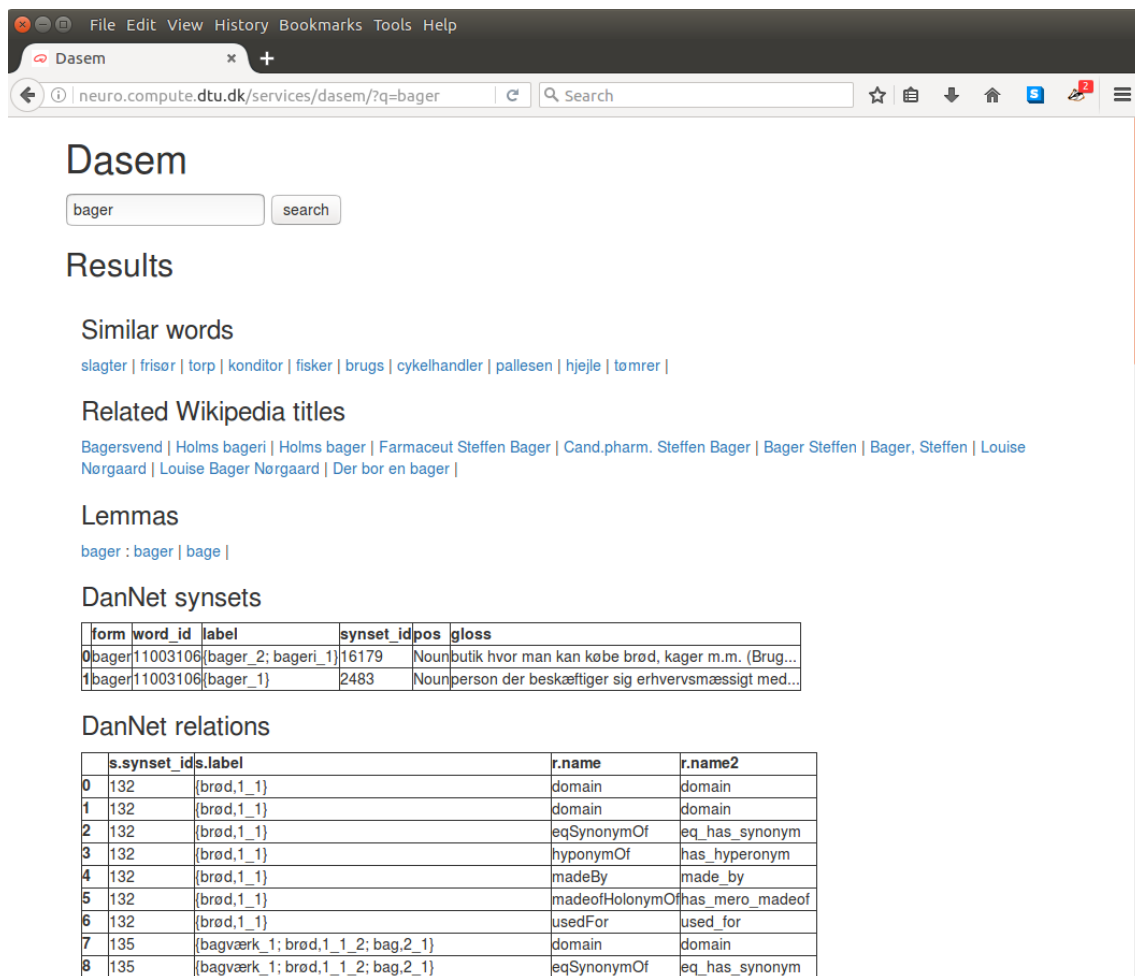 File Edit View History Bookmarks Tools Help
Dasem × +
neuro.compute.dtu.dk/services/dasem/?q=bager Search 2
Dasem
bager search
Results
Similar words
slagter | frisør | torp | konditor | fisker | brugs | cykelhandler | pallesen | hjejle | tømrer |
Related Wikipedia titles
Bagersvend | Holms bageri | Holms bager | Farmaceut Steffen Bager | Cand.pharm. Steffen Bager | Bager Steffen | Bager, Steffen | Louise
Nørgaard | Louise Bager Nørgaard | Der bor en bager |
Lemmas
bager : bager | bage |
DanNet synsets
form word_id label synset_id pos gloss
0 bager 11003106 {bager_2; bageri_1} 16179 Noun butik hvor man kan købe brød, kager m.m. (Brug...
1 bager 11003106 {bager_1} 2483 Noun person der beskæftiger sig erhvervsmæssigt med...
DanNet relations
s.synset_id s.label r.name r.name2
0 132 {brød,1_1} domain domain
1 132 {brød,1_1} domain domain
2 132 {brød,1_1} eqSynonymOf eq_has_synonym
3 132 {brød,1_1} hyponymOf has_hyperonym
4 132 {brød,1_1} madeBy made_by
5 132 {brød,1_1} madeofHolonymOf has_mero_madeof
6 132 {brød,1_1} usedFor used_for
7 135 {bagværk_1; brød,1_1_2; bag,2_1} domain domain
8 135 {bagværk_1; brød,1_1_2; bag,2_1} eqSynonymOf eq_has_synonym